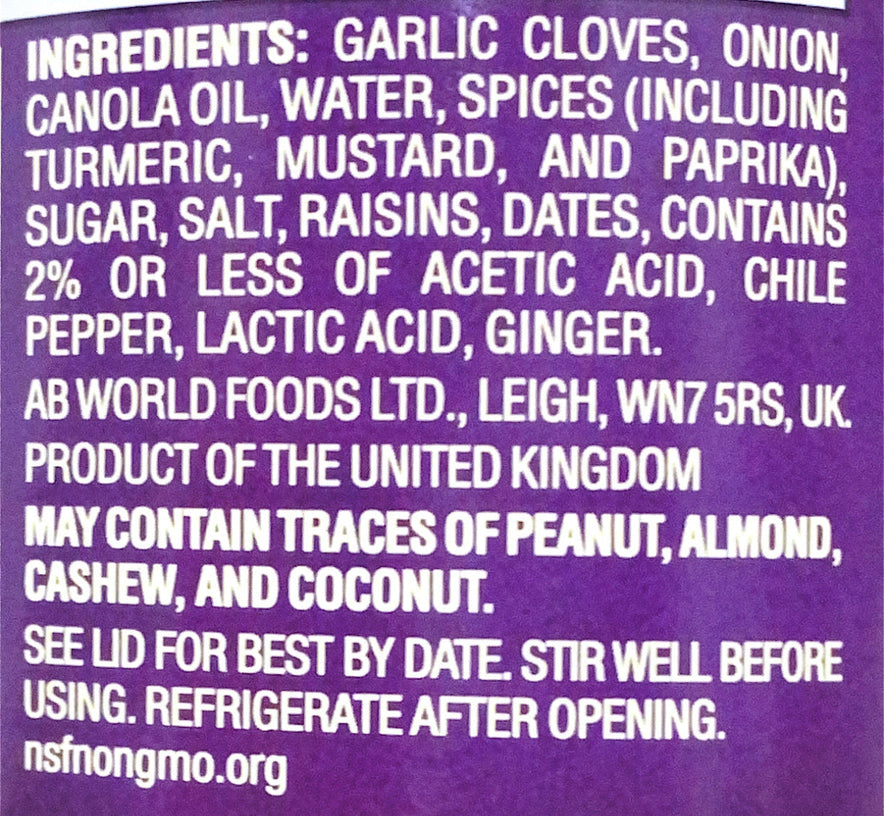 INGREDIENTS: GARLIC CLOVES, ONION,
CANOLA OIL, WATER, SPICES (INCLUDING
TURMERIC, MUSTARD, AND PAPRIKA),
SUGAR, SALT, RAISINS, DATES, CONTAINS
2% OR LESS OF ACETIC ACID, CHILE
PEPPER, LACTIC ACID, GINGER.
AB WORLD FOODS LTD., LEIGH, WN7 5RS, UK.
PRODUCT OF THE UNITED KINGDOM
MAY CONTAIN TRACES OF PEANUT, ALMOND,
CASHEW, AND COCONUT.
SEE LID FOR BEST BY DATE. STIR WELL BEFORE
USING. REFRIGERATE AFTER OPENING.
nsfnongmo.org